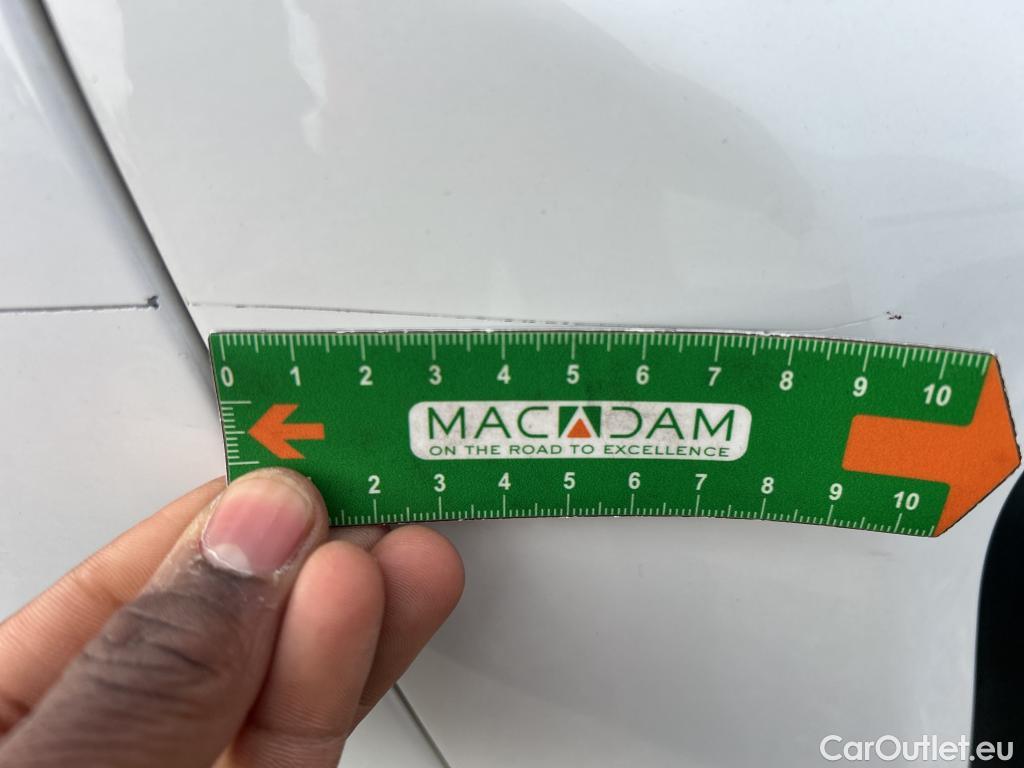 0 1 2 3 4 5 6 7 8 9 10
MACADAM
ON THE ROAD TO EXCELLENCE
2 3 4 5 6 7 8 9 10
CarOutlet.eu